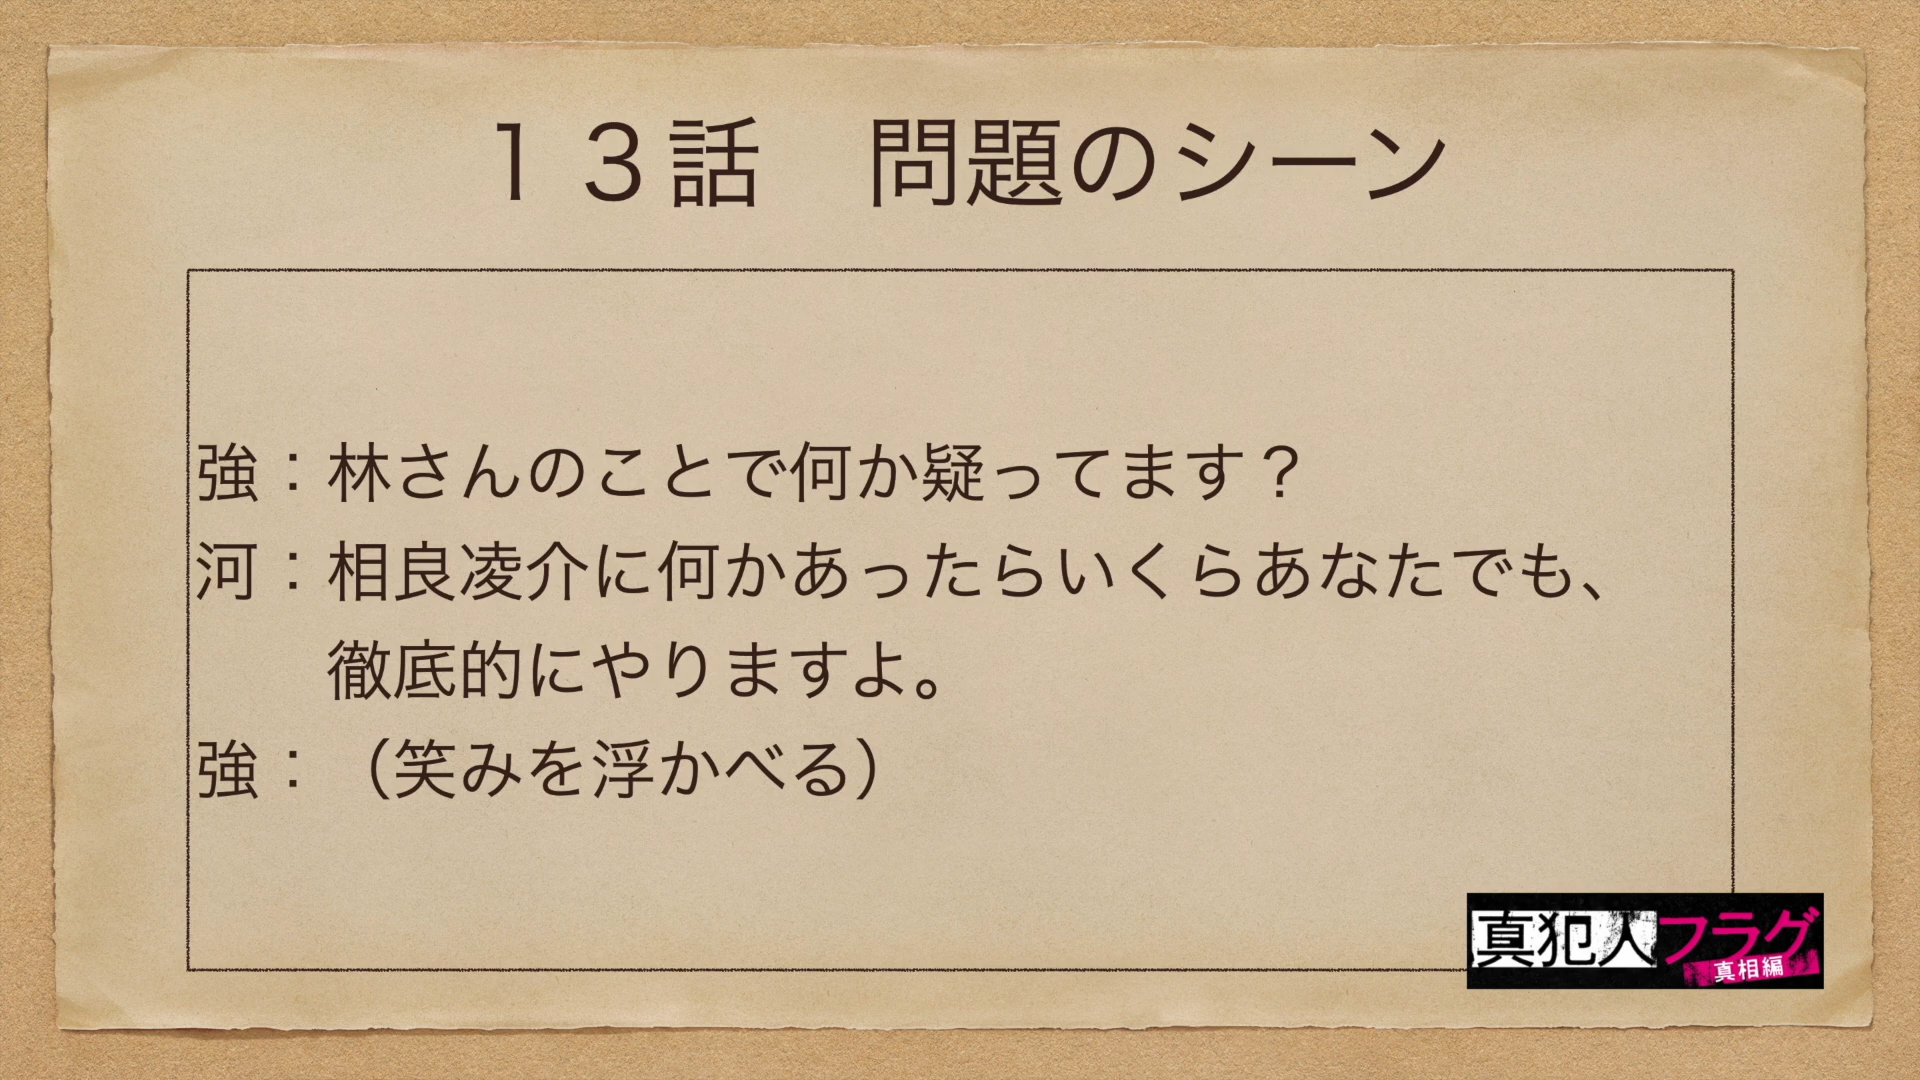 １３話　問題のシーン
強：林さんのことで何か疑ってます？
河：相良凌介に何かあったらいくらあなたでも、
徹底的にやりますよ。
強：（笑みを浮かべる）
真犯人フラグ
真相編